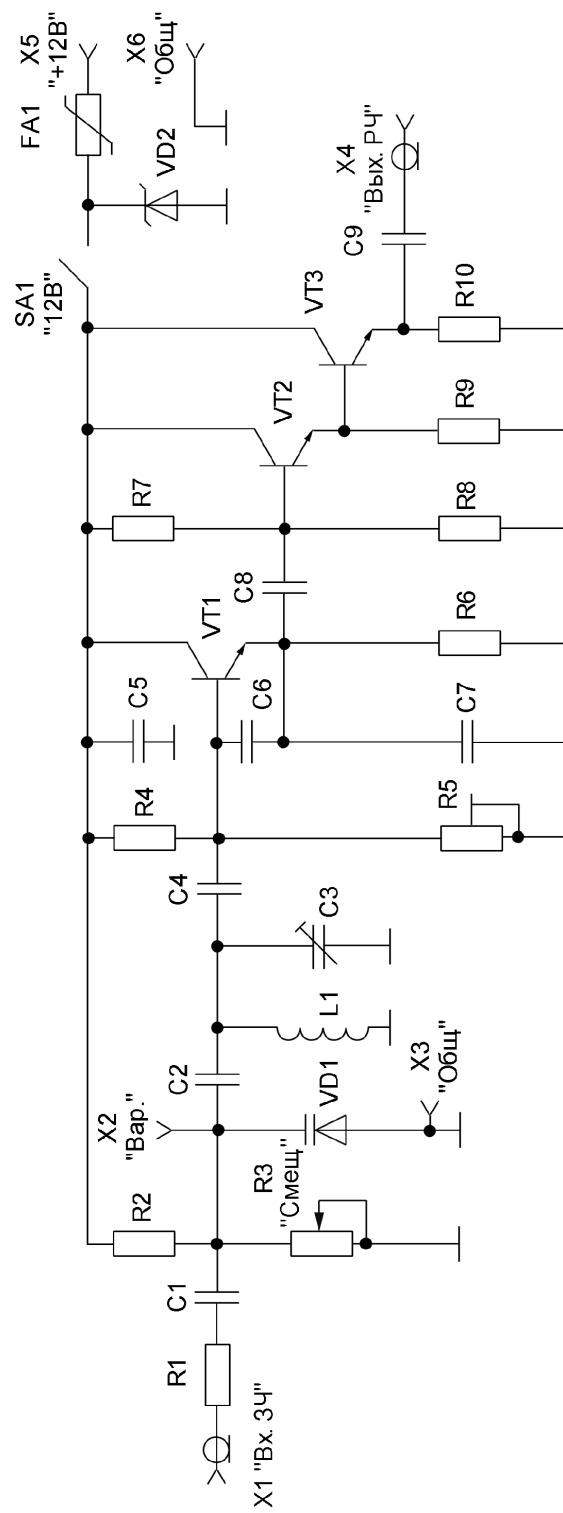 X1 "Вх. ЗЧ"
R1
C1
R2
R3
"Смещ"
X2
"Вар."
VD1
X3
"Общ"
C2
L1
C3
C4
R4
R5
C5
C6
C7
VT1
R6
C8
R7
R8
VT2
R9
VT3
R10
C9
X4
"Вых. РЧ"
SA1
"12В"
VD2
FA1
X5
"+12В"
X6
"Общ"